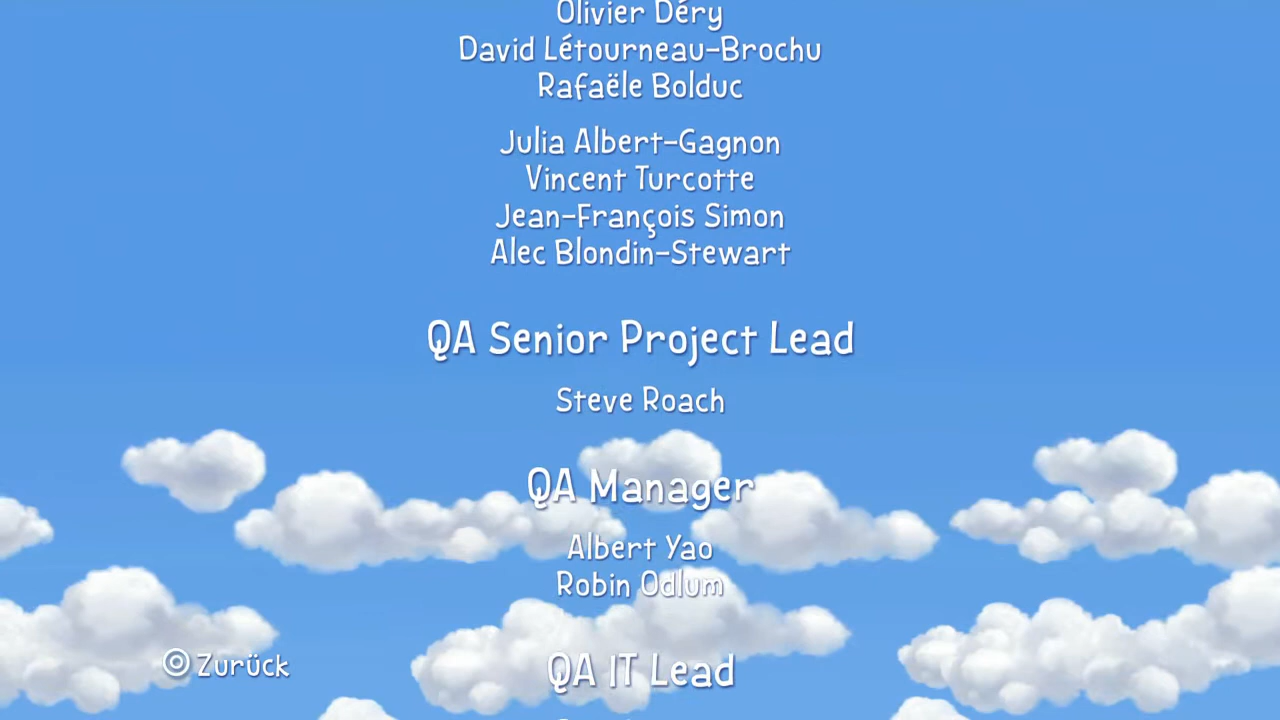 Olivier Déry
David Létourneau-Brochu
Rafaële Bolduc
Julia Albert-Gagnon
Vincent Turcotte
Jean-François Simon
Alec Blondin-Stewart
QA Senior Project Lead
Steve Roach
QA Manager
Albert Yao
Robin Odlum
Zurück
QA IT Lead